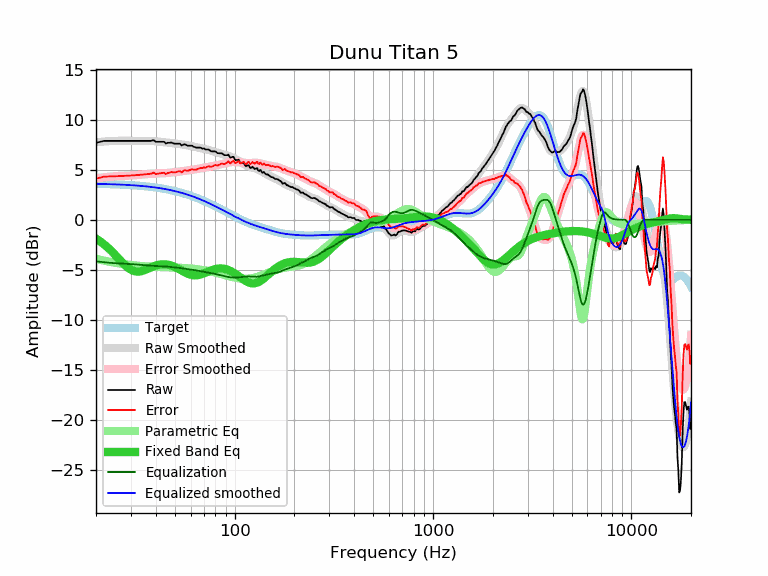 Dunu Titan 5
15
10
5
0
−5
−10
−15
−20
−25
Amplitude (dBr)
Target
Raw Smoothed
Error Smoothed
Raw
Error
Parametric Eq
Fixed Band Eq
Equalization
Equalized smoothed
100 1000 10000
Frequency (Hz)